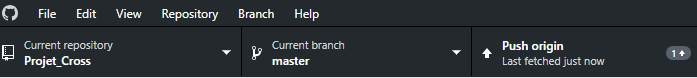 File Edit View Repository Branch Help
Current repository
Projet_Cross
Current branch
master
Push origin
Last fetched just now
1